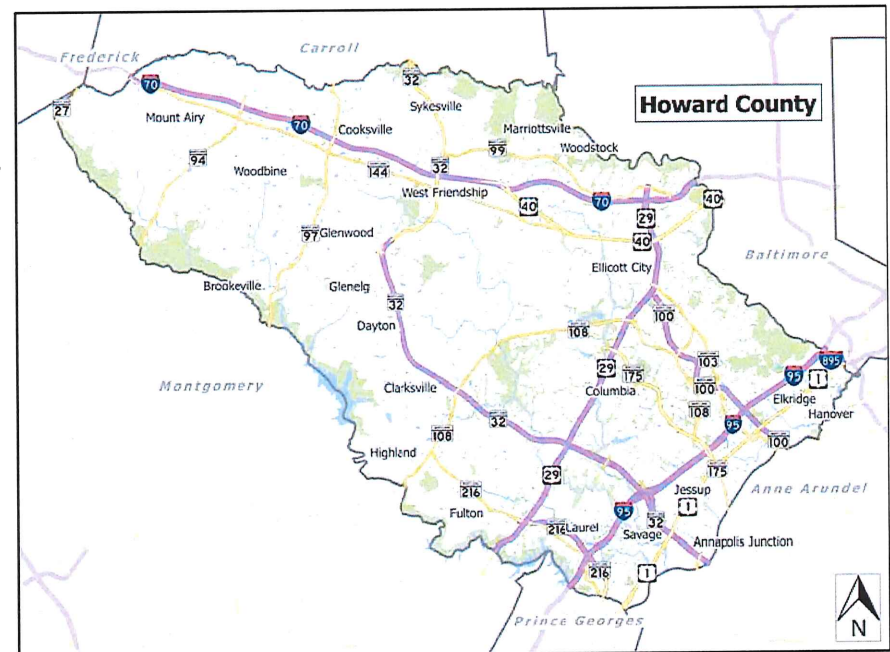 Frederick
Carroll
32
70
27
Sykesville
Howard County
Mount Airy
70
Cooksville
Marriottsville
99
Woodstock
94
Woodbine
144
32
West Friendship
40
70
40
29
97
Glenwood
40
Ellicott City
Baltimore
Brookeville
Glenelg
32
100
Dayton
108
103
895
29
175
100
95
1
Montgomery
Clarksville
Columbia
Elkridge
108
Hanover
32
95
108
100
Highland
175
29
216
Jessup
Anne Arundel
Fulton
95
1
216
Laurel
32
Savage
Annapolis Junction
216
1
Prince Georges
N